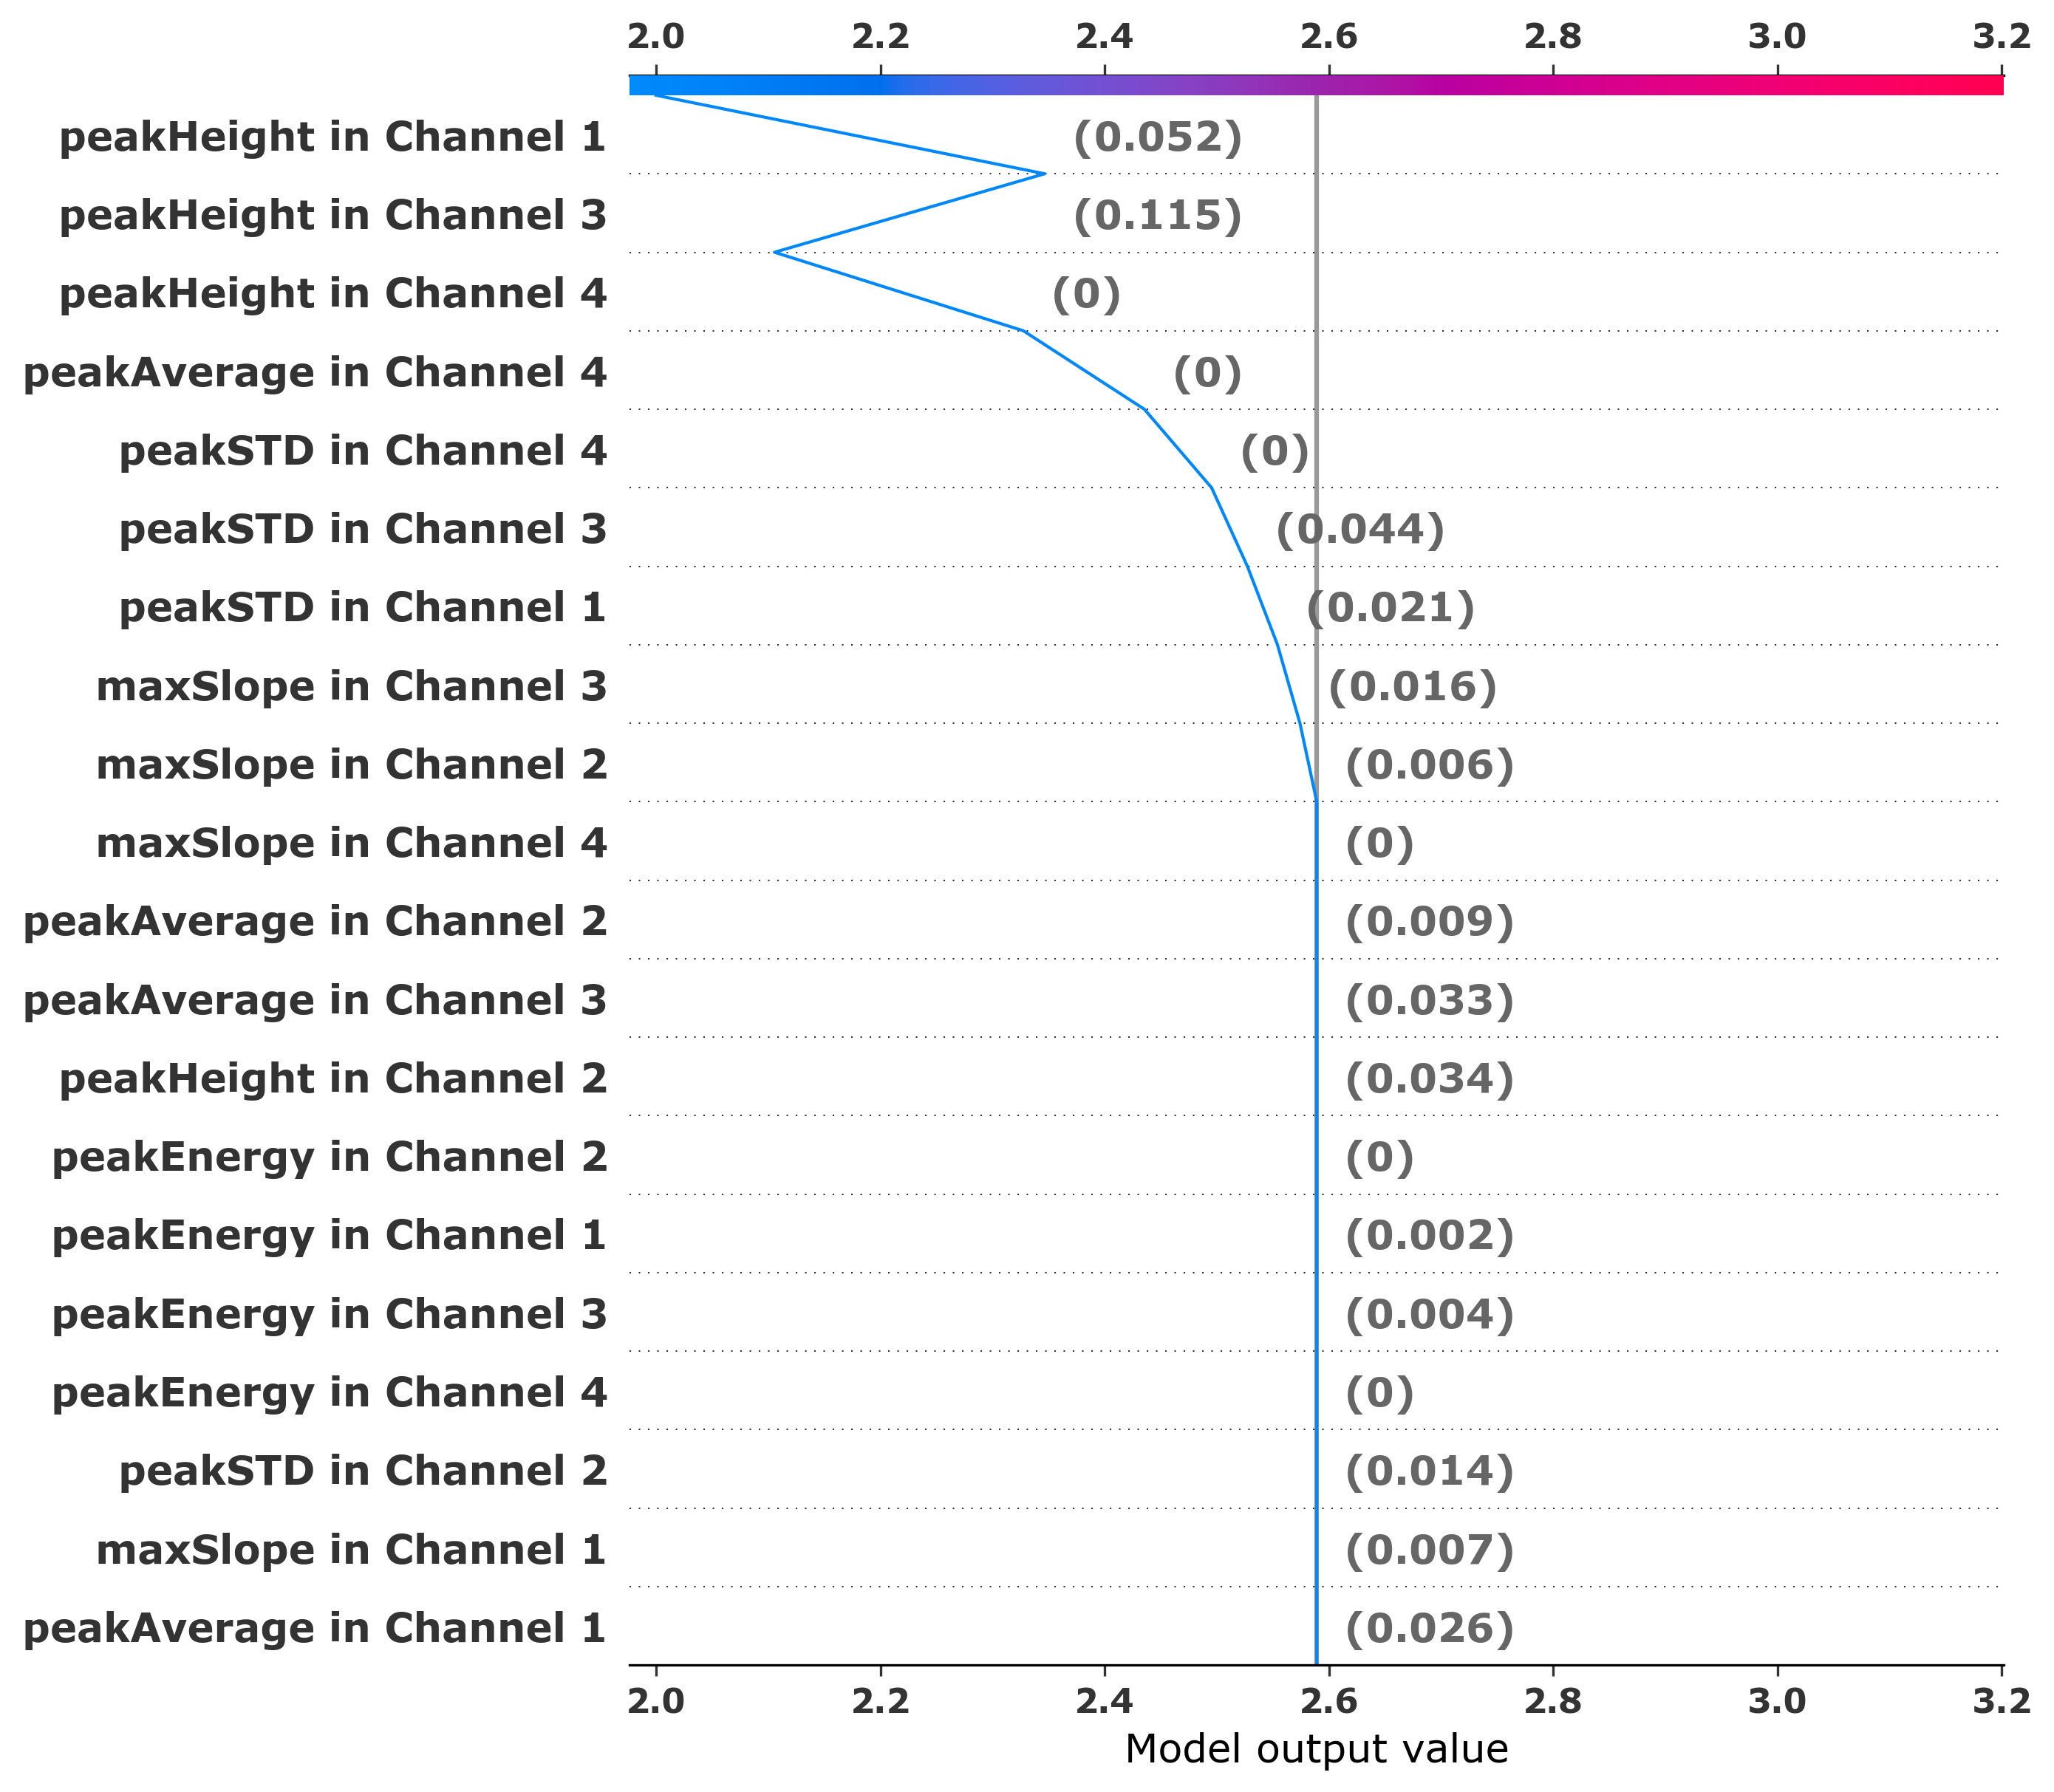 2.0 2.2 2.4 2.6 2.8 3.0 3.2
peakHeight in Channel 1 (0.052)
peakHeight in Channel 3 (0.115)
peakHeight in Channel 4 (0)
peakAverage in Channel 4 (0)
peakSTD in Channel 4 (0)
peakSTD in Channel 3 (0.044)
peakSTD in Channel 1 (0.021)
maxSlope in Channel 3 (0.016)
maxSlope in Channel 2 (0.006)
maxSlope in Channel 4 (0)
peakAverage in Channel 2 (0.009)
peakAverage in Channel 3 (0.033)
peakHeight in Channel 2 (0.034)
peakEnergy in Channel 2 (0)
peakEnergy in Channel 1 (0.002)
peakEnergy in Channel 3 (0.004)
peakEnergy in Channel 4 (0)
peakSTD in Channel 2 (0.014)
maxSlope in Channel 1 (0.007)
peakAverage in Channel 1 (0.026)
2.0 2.2 2.4 2.6 2.8 3.0 3.2
Model output value